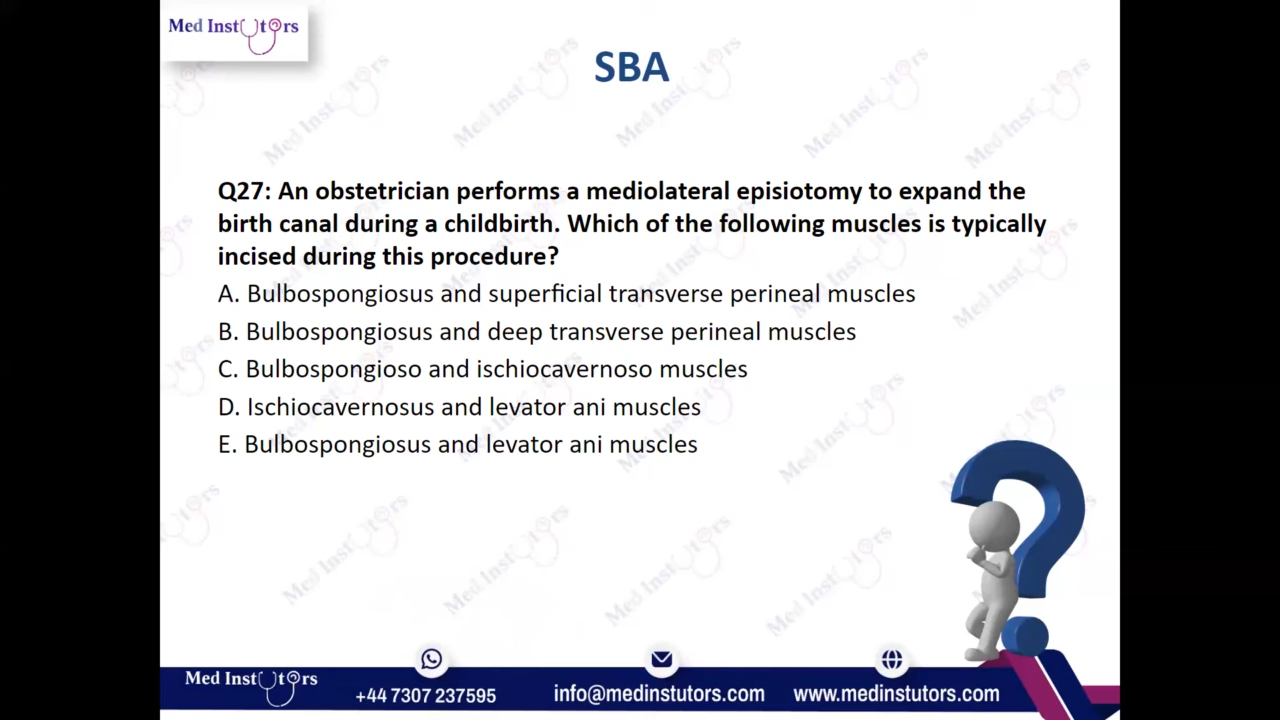 Med Instutors
SBA
Q27: An obstetrician performs a mediolateral episiotomy to expand the
birth canal during a childbirth. Which of the following muscles is typically
incised during this procedure?
A. Bulbospongiosus and superficial transverse perineal muscles
B. Bulbospongiosus and deep transverse perineal muscles
C. Bulbospongioso and ischiocavernoso muscles
D. Ischiocavernosus and levator ani muscles
E. Bulbospongiosus and levator ani muscles
Med Instutors
+44 7307 237595
info@medinstutors.com
www.medinstutors.com